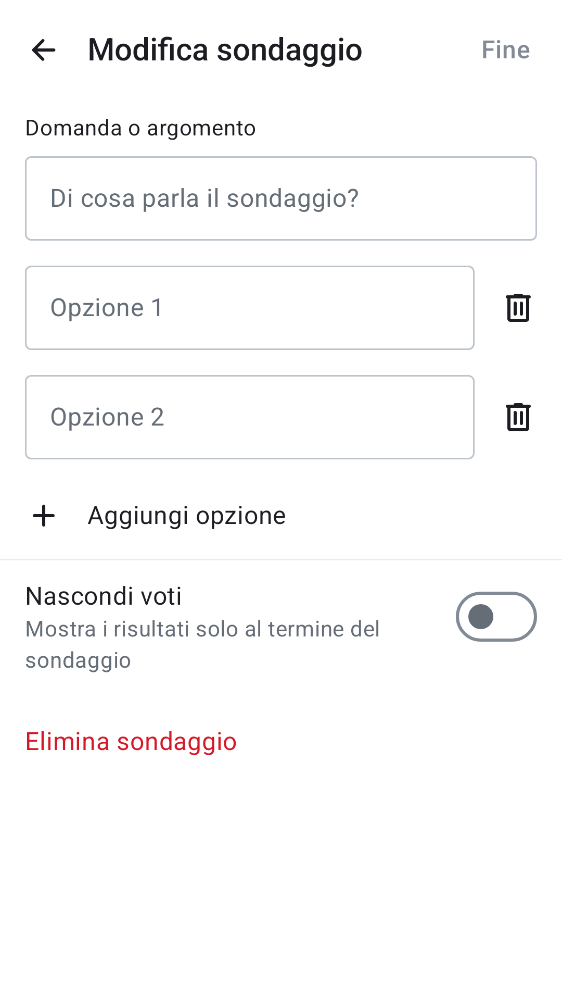 Modifica sondaggio
Fine
Domanda o argomento
Di cosa parla il sondaggio?
Opzione 1
Opzione 2
Aggiungi opzione
Nascondi voti
Mostra i risultati solo al termine del
sondaggio
Elimina sondaggio